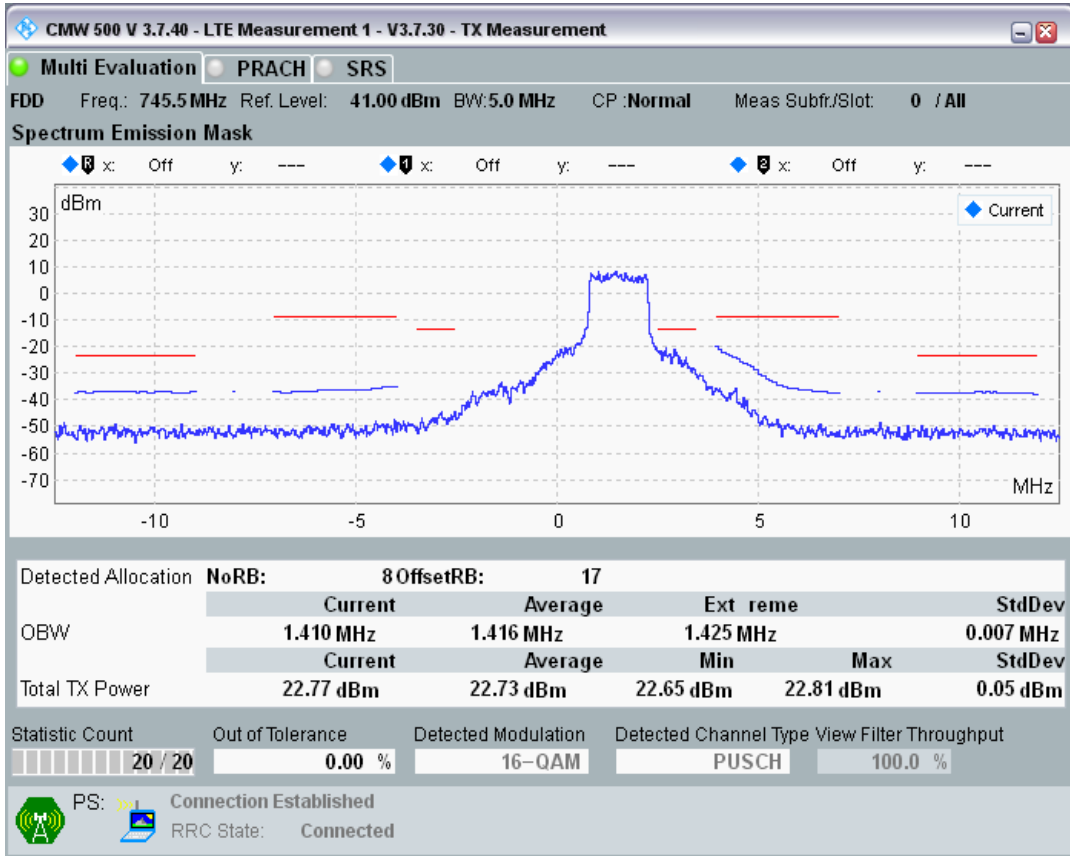 CMW 500 V 3.7.40 - LTE Measurement 1 - V3.7.30 - TX Measurement
Multi Evaluation PRACH SRS
FDD Freq.: 745.5 MHz Ref. Level: 41.00 dBm BW: 5.0 MHz CP : Normal Meas Subfr./Slot: 0 / All
Spectrum Emission Mask
R x: Off y: --- 1 x: Off y: --- 2 x: Off y: ---
dBm
Current
30
20
10
0
-10
-20
-30
-40
-50
-60
-70
MHz
-10 -5 0 5 10
Detected Allocation NoRB: 8 OffsetRB: 17
Current Average Ext reme StdDev
OBW 1.410 MHz 1.416 MHz 1.425 MHz 0.007 MHz
Current Average Min Max StdDev
Total TX Power 22.77 dBm 22.73 dBm 22.65 dBm 22.81 dBm 0.05 dBm
Statistic Count Out of Tolerance Detected Modulation Detected Channel Type View Filter Throughput
20 / 20 0.00 % 16-QAM PUSCH 100.0 %
PS: Connection Established
RRC State: Connected